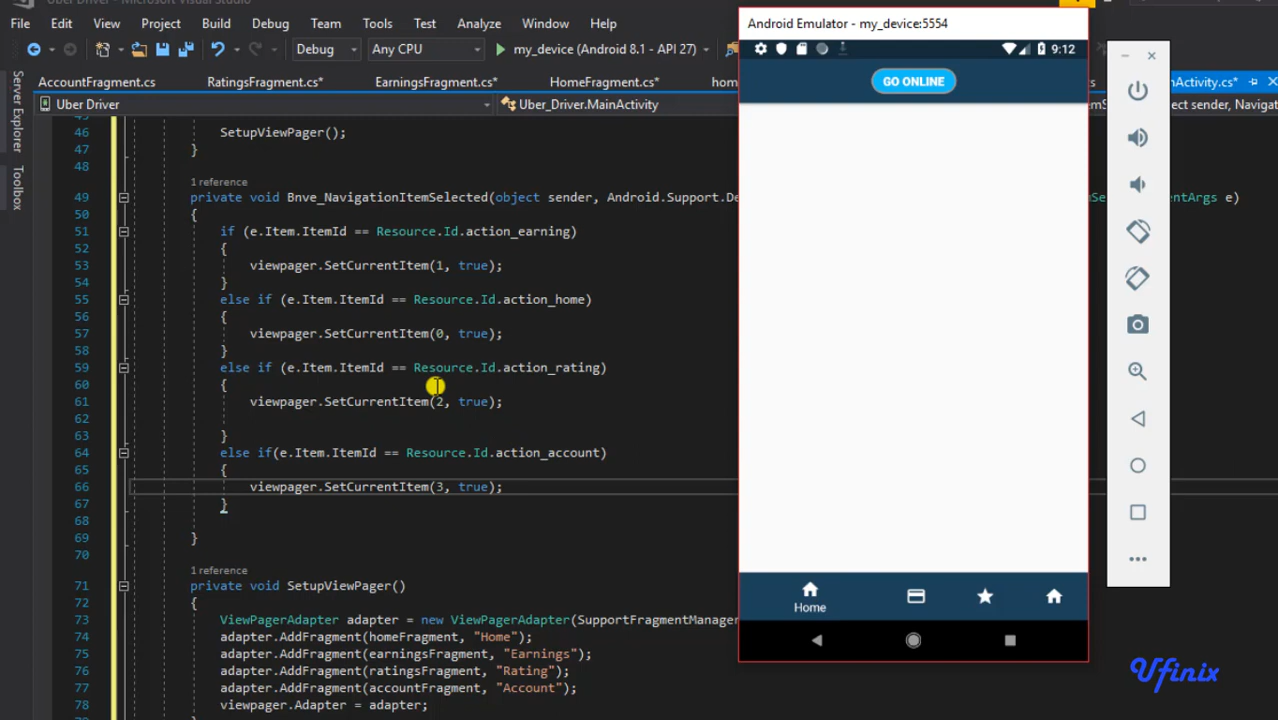 Uber Driver - Microsoft Visual Studio
File Edit View Project Build Debug Team Tools Test Analyze Window Help
Debug Any CPU my_device (Android 8.1 - API 27)
AccountFragment.cs RatingsFragment.cs* EarningsFragment.cs* HomeFragment.cs*
Uber Driver Uber_Driver.MainActivity
Server Explorer
Toolbox
46 SetupViewPager();
47 }
48
1 reference
49 private void Bnve_NavigationItemSelected(object sender, Android.Support.De
50 {
51 if (e.Item.ItemId == Resource.Id.action_earning)
52 {
53 viewpager.SetCurrentItem(1, true);
54 }
55 else if (e.Item.ItemId == Resource.Id.action_home)
56 {
57 viewpager.SetCurrentItem(0, true);
58 }
59 else if (e.Item.ItemId == Resource.Id.action_rating)
60 {
61 viewpager.SetCurrentItem(2, true);
62
63 }
64 else if(e.Item.ItemId == Resource.Id.action_account)
65 {
66 viewpager.SetCurrentItem(3, true);
67 }
68
69 }
70
1 reference
71 private void SetupViewPager()
72 {
73 ViewPagerAdapter adapter = new ViewPagerAdapter(SupportFragmentManager
74 adapter.AddFragment(homeFragment, "Home");
75 adapter.AddFragment(earningsFragment, "Earnings");
76 adapter.AddFragment(ratingsFragment, "Rating");
77 adapter.AddFragment(accountFragment, "Account");
78 viewpager.Adapter = adapter;
Android Emulator - my_device:5554
9:12
GO ONLINE
Home
Ufinix